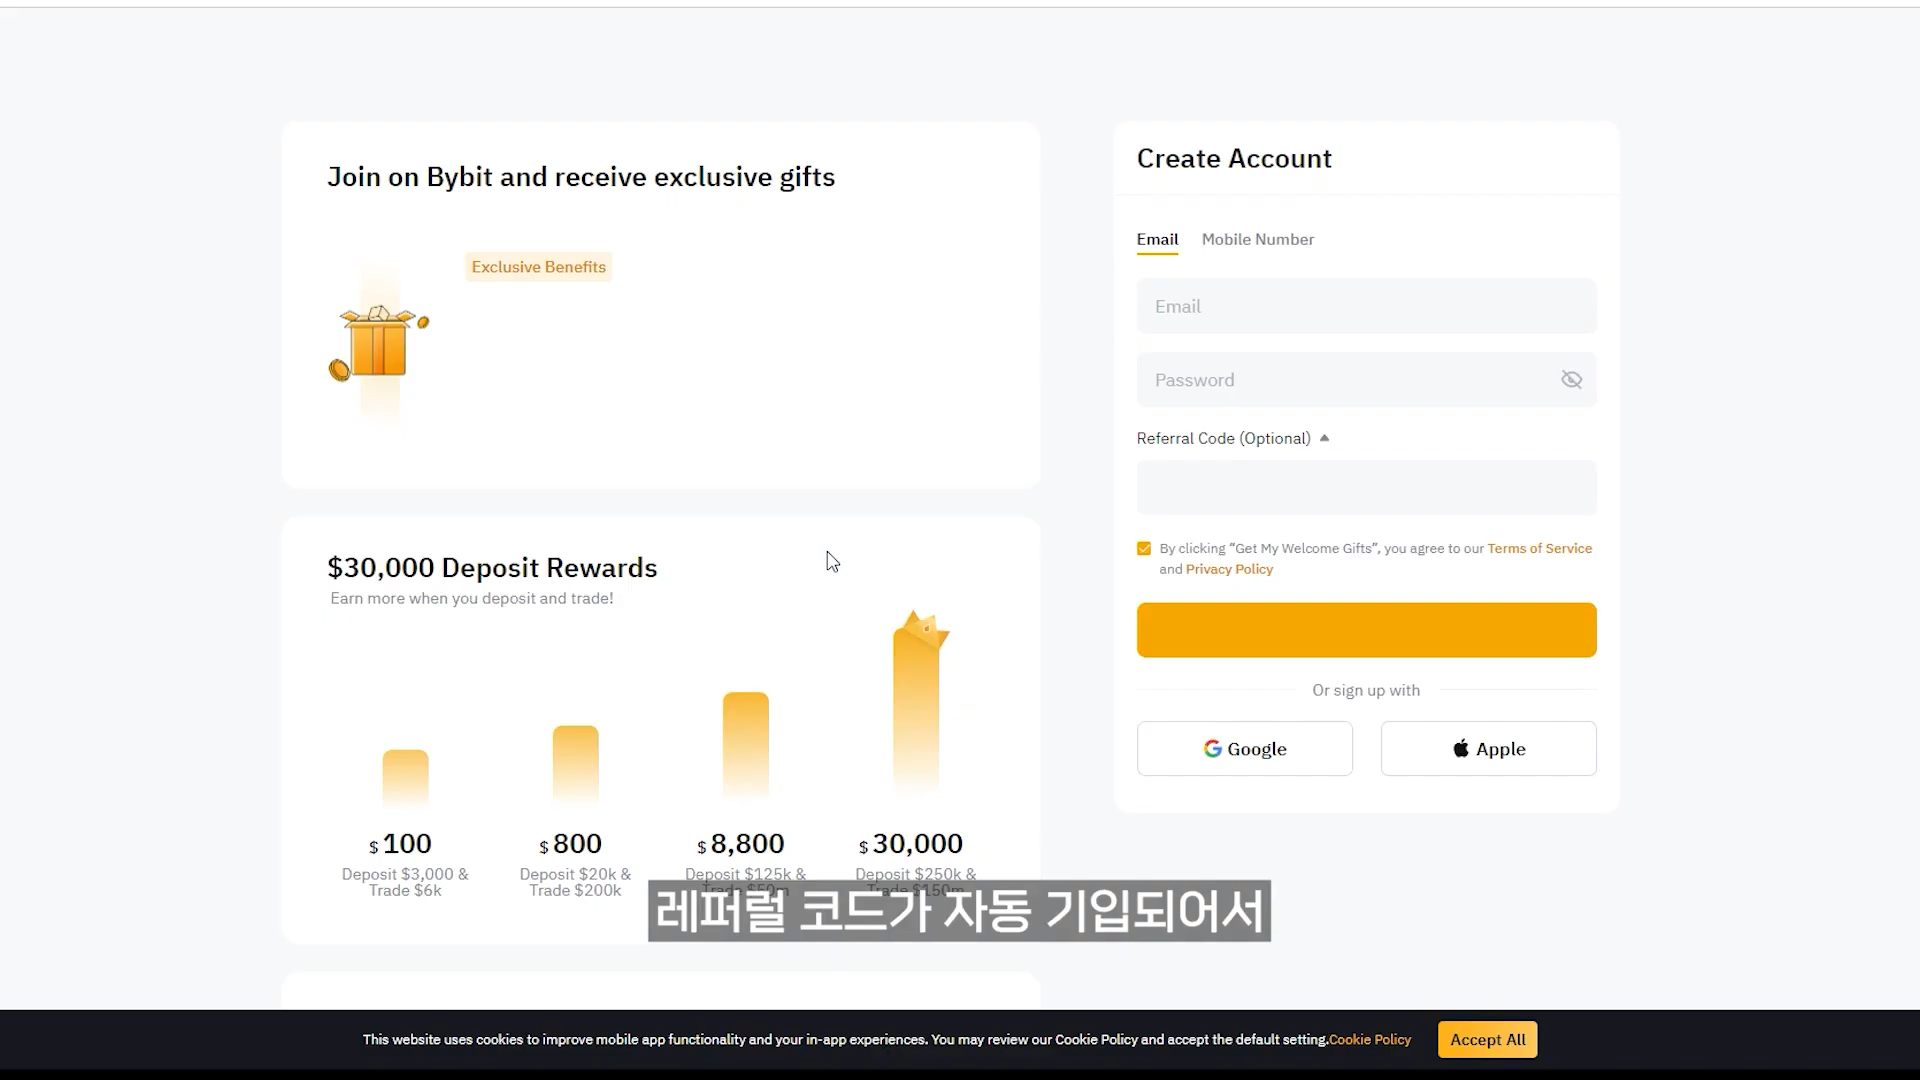 Join on Bybit and receive exclusive gifts
Exclusive Benefits
$30,000 Deposit Rewards
Earn more when you deposit and trade!
$100
Deposit $3,000 &
Trade $6k
$800
Deposit $20k &
Trade $200k
$8,800
Deposit $125k &
Trade $50m
$30,000
Deposit $250k &
Trade $150m
Create Account
Email
Mobile Number
Email
Password
Referral Code (Optional)
By clicking “Get My Welcome Gifts”, you agree to our Terms of Service
and Privacy Policy
Or sign up with
Google
Apple
레퍼럴 코드가 자동 기입되어서
This website uses cookies to improve mobile app functionality and your in-app experiences. You may review our Cookie Policy and accept the default setting.Cookie Policy
Accept All